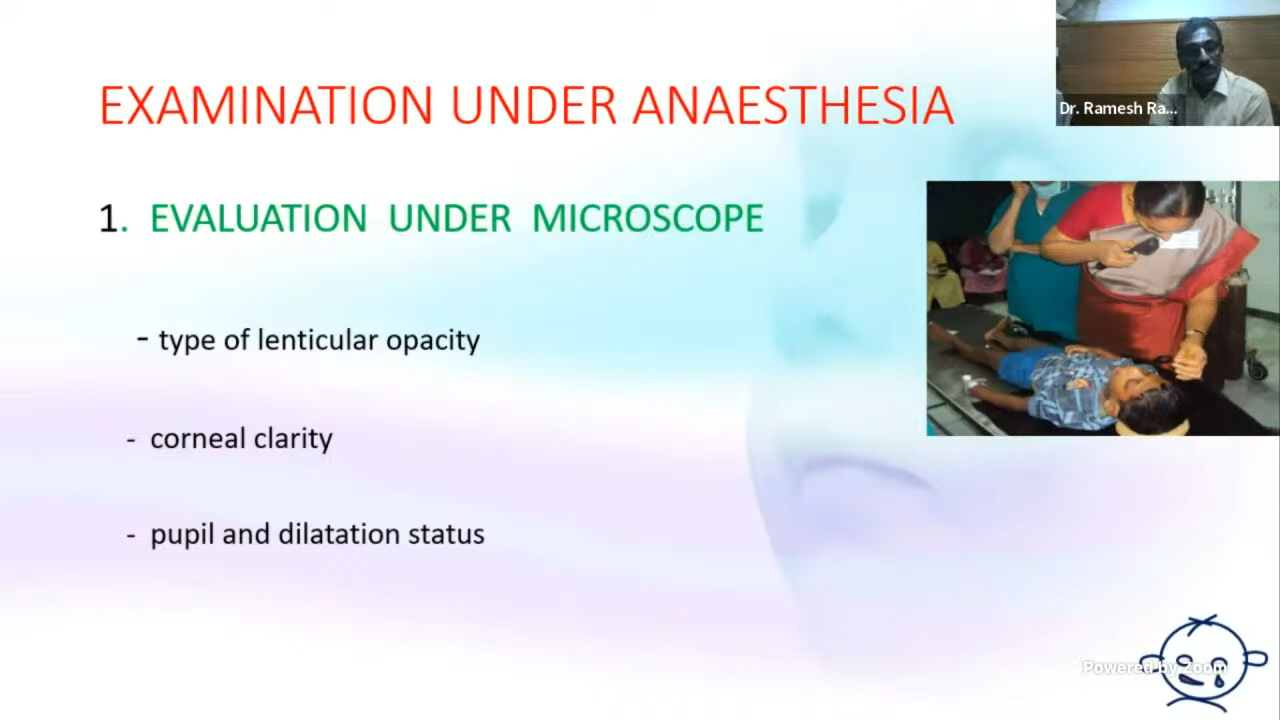 EXAMINATION UNDER ANAESTHESIA
Dr. Ramesh Ra...
1. EVALUATION UNDER MICROSCOPE
- type of lenticular opacity
- corneal clarity
- pupil and dilatation status
Powered by Zoom